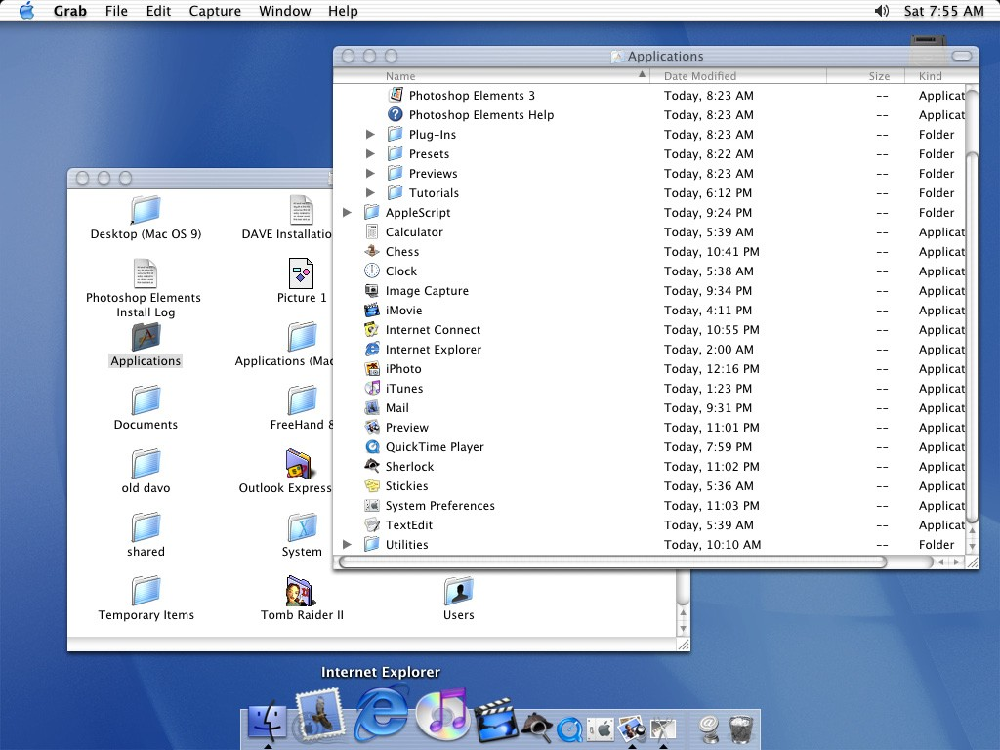 Grab File Edit Capture Window Help Sat 7:55 AM
Applications
Name Date Modified Size Kind
Photoshop Elements 3 Today, 8:23 AM -- Applicat
Photoshop Elements Help Today, 8:23 AM -- Applicat
Plug-Ins Today, 8:23 AM -- Folder
Presets Today, 8:22 AM -- Folder
Previews Today, 8:23 AM -- Folder
Tutorials Today, 6:12 PM -- Folder
AppleScript Today, 9:24 PM -- Folder
Calculator Today, 5:39 AM -- Applicat
Chess Today, 10:41 PM -- Applicat
Clock Today, 5:38 AM -- Applicat
Image Capture Today, 9:34 PM -- Applicat
iMovie Today, 4:11 PM -- Applicat
Internet Connect Today, 10:55 PM -- Applicat
Internet Explorer Today, 2:00 AM -- Applicat
iPhoto Today, 12:16 PM -- Applicat
iTunes Today, 1:23 PM -- Applicat
Mail Today, 9:31 PM -- Applicat
Preview Today, 11:01 PM -- Applicat
QuickTime Player Today, 7:59 PM -- Applicat
Sherlock Today, 11:02 PM -- Applicat
Stickies Today, 5:36 AM -- Applicat
System Preferences Today, 11:03 PM -- Applicat
TextEdit Today, 5:39 AM -- Applicat
Utilities Today, 10:10 AM -- Folder
Desktop (Mac OS 9) DAVE Installatio
Photoshop Elements
Install Log
Picture 1
Applications Applications (Mac
Documents FreeHand &
old davo Outlook Express
shared System
Temporary Items Tomb Raider II Users
Internet Explorer